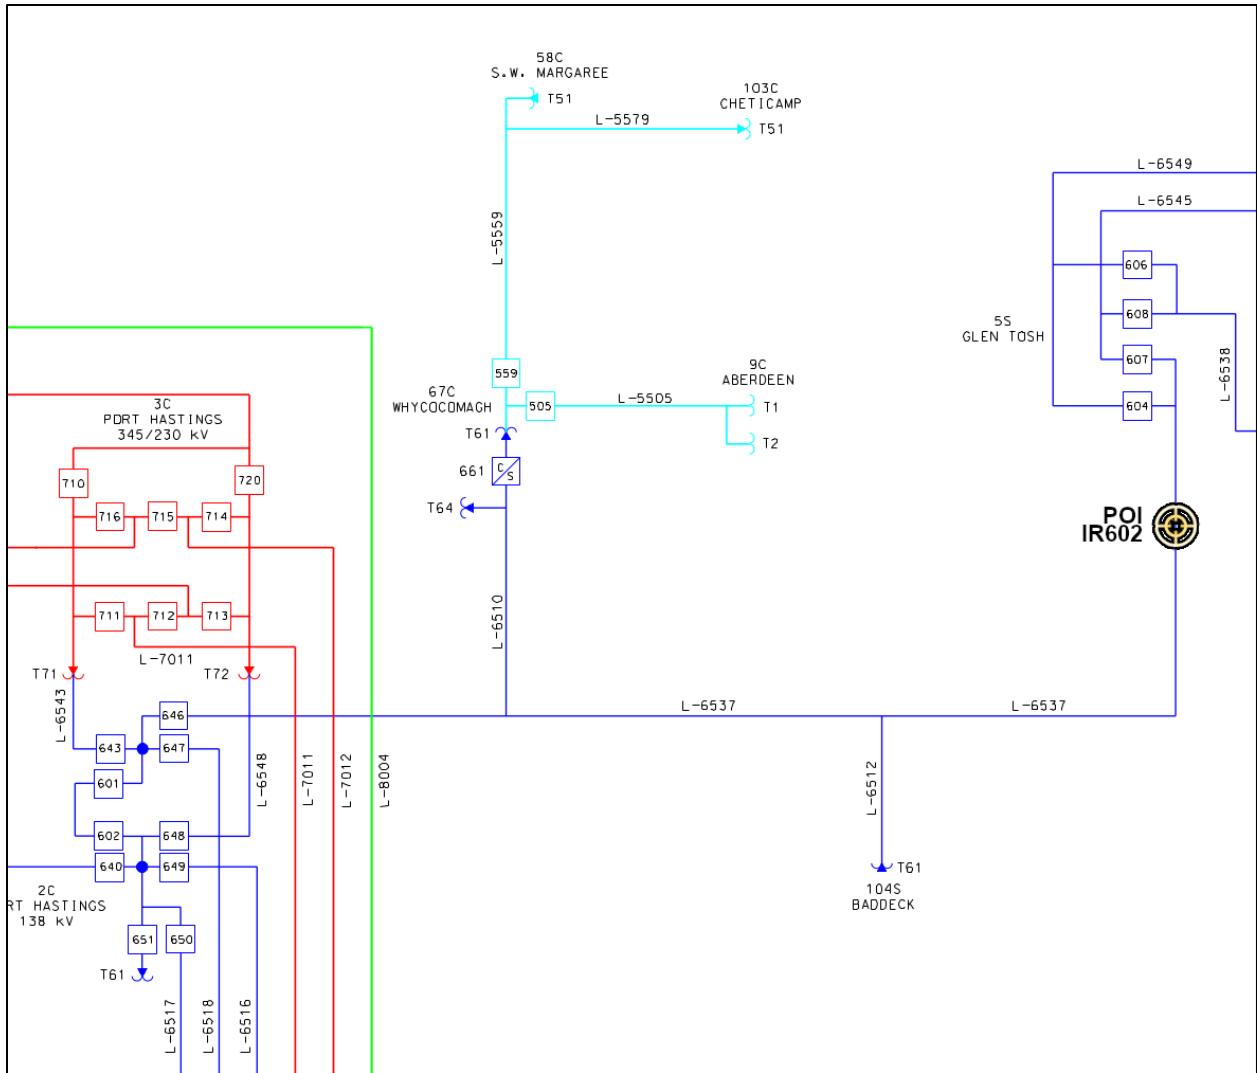 58C
S.W. MARGAREE
T51
103C
CHETICAMP
L-5579
T51
L-6549
L-6545
L-5559
606
5S
GLEN TOSH
608
607
L-6538
604
559
67C
WHYCOCOMAGH
505
L-5505
9C
ABERDEEN
T1
T2
T61
661
C/S
T64
3C
PORT HASTINGS
345/230 kV
710
720
716
715
714
POI
IR602
711
712
713
L-7011
T71
T72
L-6510
L-6543
646
L-6537
L-6537
643
647
601
L-6548
L-7011
L-7012
L-8004
L-6512
602
648
640
649
T61
104S
BADDECK
2C
RT HASTINGS
138 kV
651
650
T61
L-6517
L-6518
L-6516